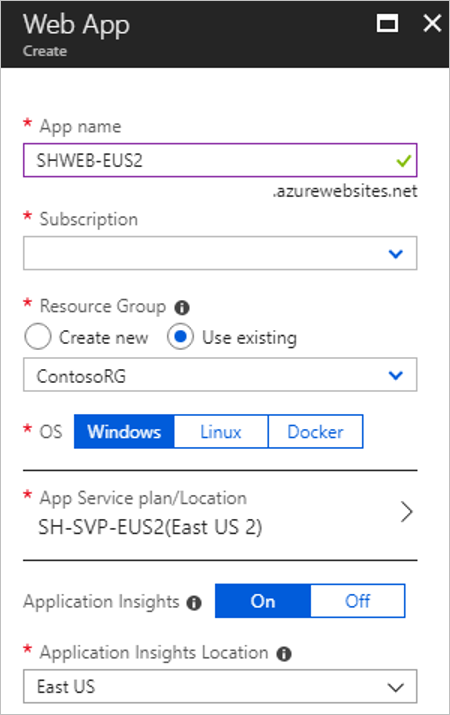 Web App
Create
* App name
SHWEB-EUS2
.azurewebsites.net
* Subscription
* Resource Group
Create new Use existing
ContosoRG
* OS Windows Linux Docker
* App Service plan/Location
SH-SVP-EUS2(East US 2)
Application Insights On Off
* Application Insights Location
East US